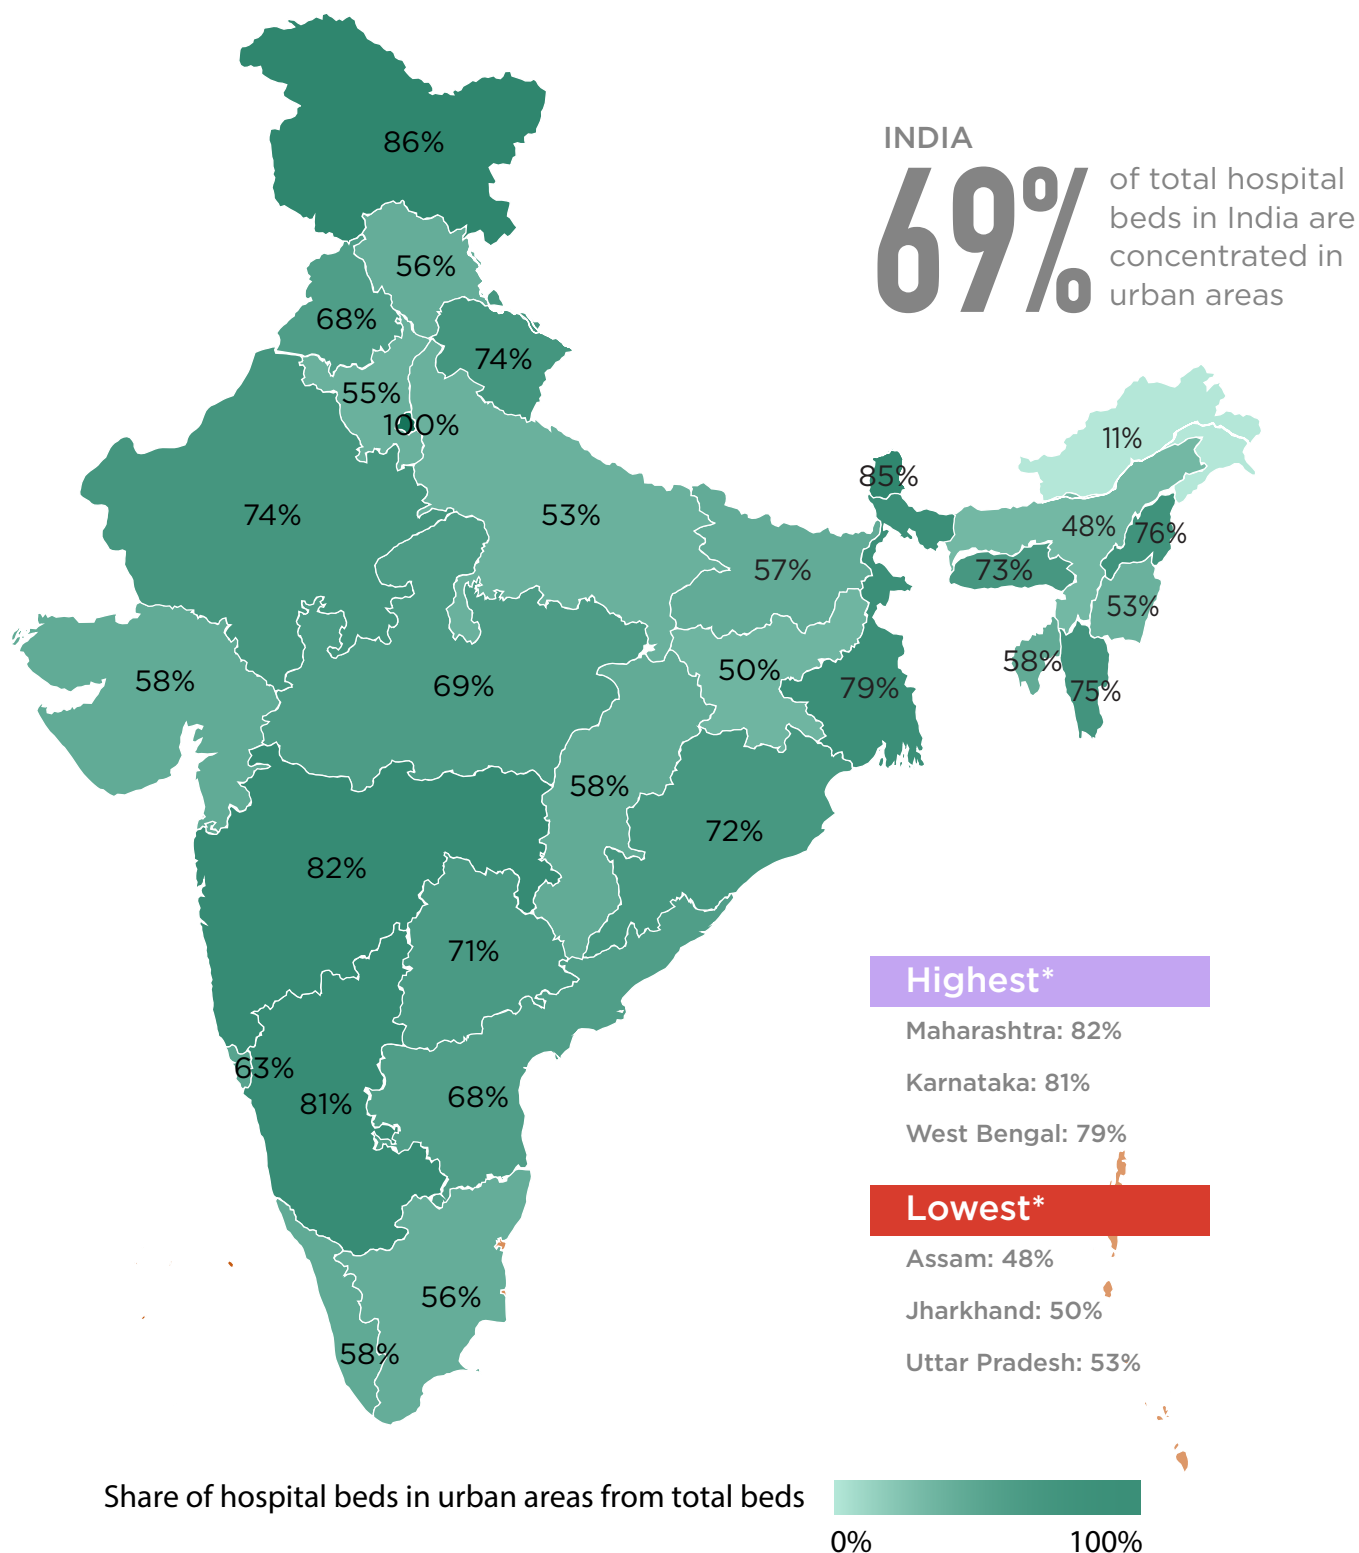 86%
INDIA
69%
of total hospital
beds in India are
concentrated in
urban areas
56%
68%
74%
55%
100%
11%
85%
74%
53%
48%
76%
57%
73%
53%
58%
69%
50%
79%
58%
75%
58%
72%
82%
71%
Highest*
Maharashtra: 82%
63%
81%
68%
Karnataka: 81%
West Bengal: 79%
Lowest*
Assam: 48%
56%
Jharkhand: 50%
58%
Uttar Pradesh: 53%
Share of hospital beds in urban areas from total beds
0%
100%